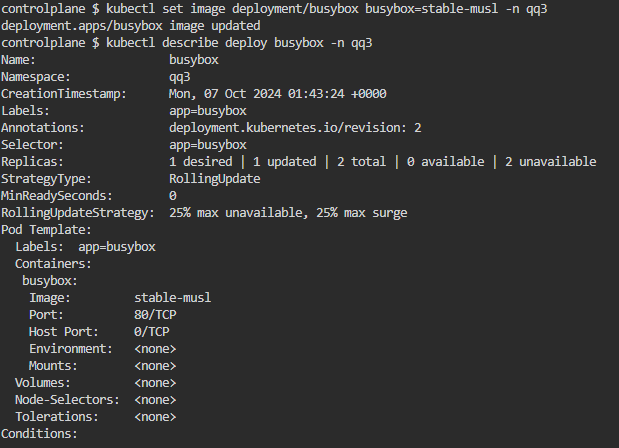 controlplane $ kubectl set image deployment/busybox busybox=stable-musl -n qq3
deployment.apps/busybox image updated
controlplane $ kubectl describe deploy busybox -n qq3
Name:                   busybox
Namespace:              qq3
CreationTimestamp:      Mon, 07 Oct 2024 01:43:24 +0000
Labels:                 app=busybox
Annotations:            deployment.kubernetes.io/revision: 2
Selector:               app=busybox
Replicas:               1 desired | 1 updated | 2 total | 0 available | 2 unavailable
StrategyType:           RollingUpdate
MinReadySeconds:        0
RollingUpdateStrategy:  25% max unavailable, 25% max surge
Pod Template:
  Labels:  app=busybox
  Containers:
   busybox:
    Image:         stable-musl
    Port:          80/TCP
    Host Port:     0/TCP
    Environment:   <none>
    Mounts:        <none>
  Volumes:         <none>
  Node-Selectors:  <none>
  Tolerations:     <none>
Conditions: